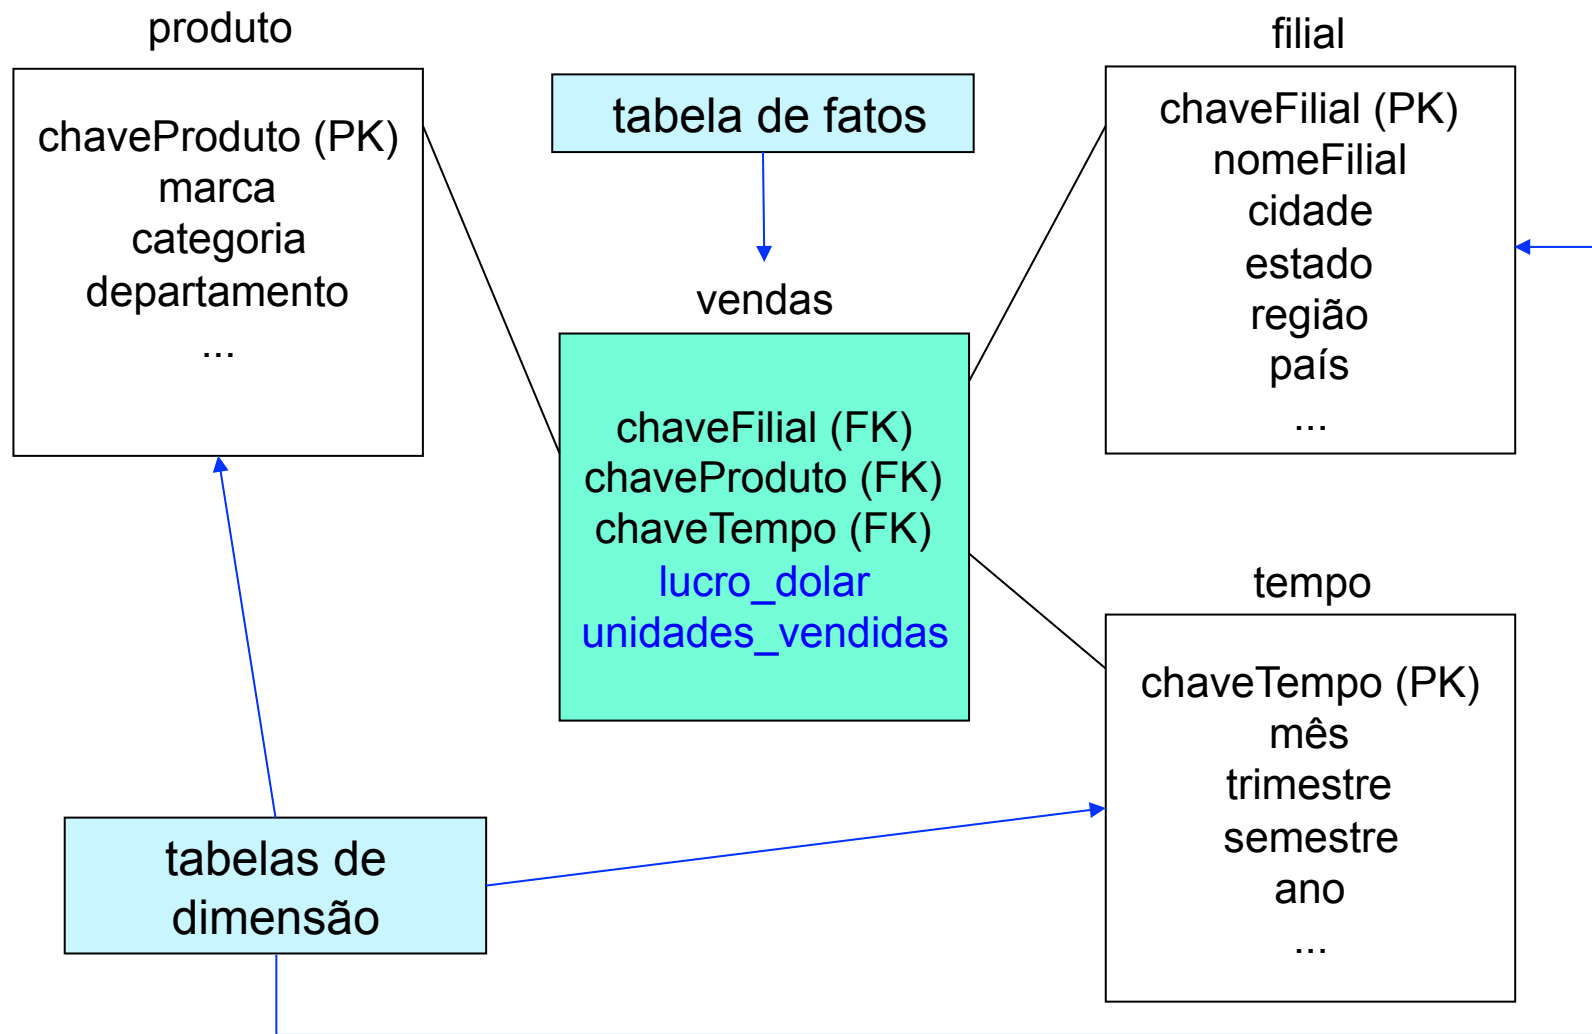 produto
chaveProduto (PK)
marca
categoria
departamento
...
tabela de fatos
vendas
chaveFilial (FK)
chaveProduto (FK)
chaveTempo (FK)
lucro_dolar
unidades_vendidas
filial
chaveFilial (PK)
nomeFilial
cidade
estado
região
país
...
tempo
chaveTempo (PK)
mês
trimestre
semestre
ano
...
tabelas de
dimensão